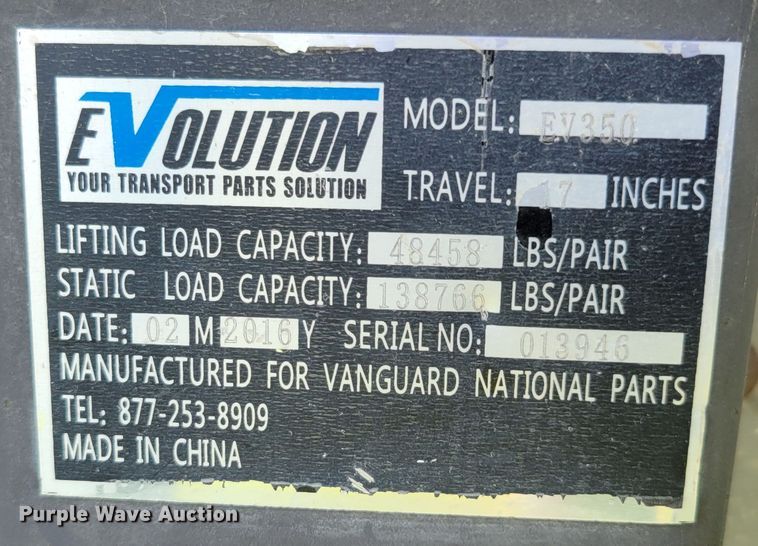 EVOLUTION
YOUR TRANSPORT PARTS SOLUTION
MODEL: EV350
TRAVEL: 17 INCHES
LIFTING LOAD CAPACITY: 48458 LBS/PAIR
STATIC LOAD CAPACITY: 138766 LBS/PAIR
DATE: 02 M 2016 Y SERIAL NO: 013946
MANUFACTURED FOR VANGUARD NATIONAL PARTS
TEL: 877-253-8909
MADE IN CHINA
Purple Wave Auction